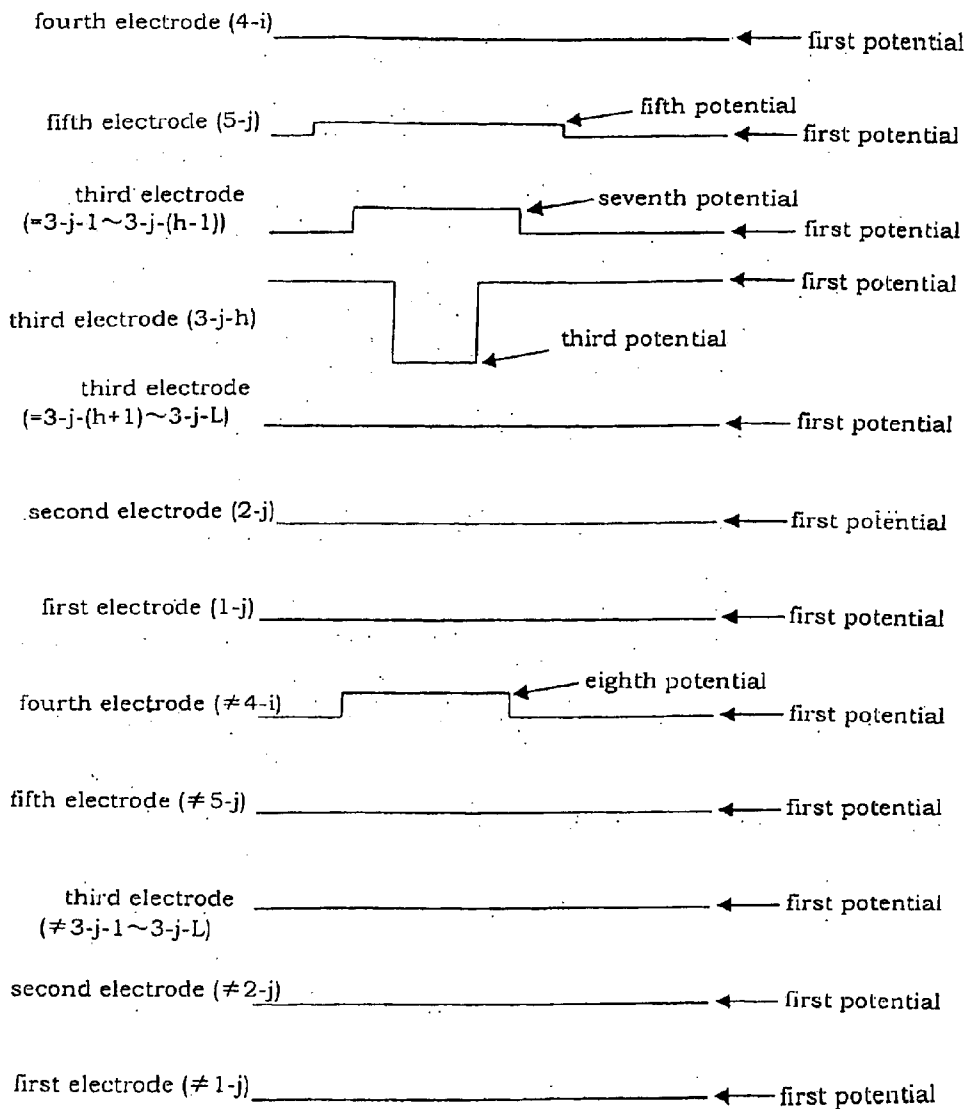 fourth electrode (4-i)
first potential
fifth electrode (5-j)
fifth potential
first potential
third electrode
(=3-j-1~3-j-(h-1))
seventh potential
first potential
first potential
third electrode (3-j-h)
third potential
third electrode
(=3-j-(h+1)~3-j-L)
first potential
second electrode (2-j)
first potential
first electrode (1-j)
first potential
eighth potential
fourth electrode (≠4-i)
first potential
fifth electrode (≠5-j)
first potential
third electrode
(≠3-j-1~3-j-L)
first potential
second electrode (≠2-j)
first potential
first electrode (≠1-j)
first potential